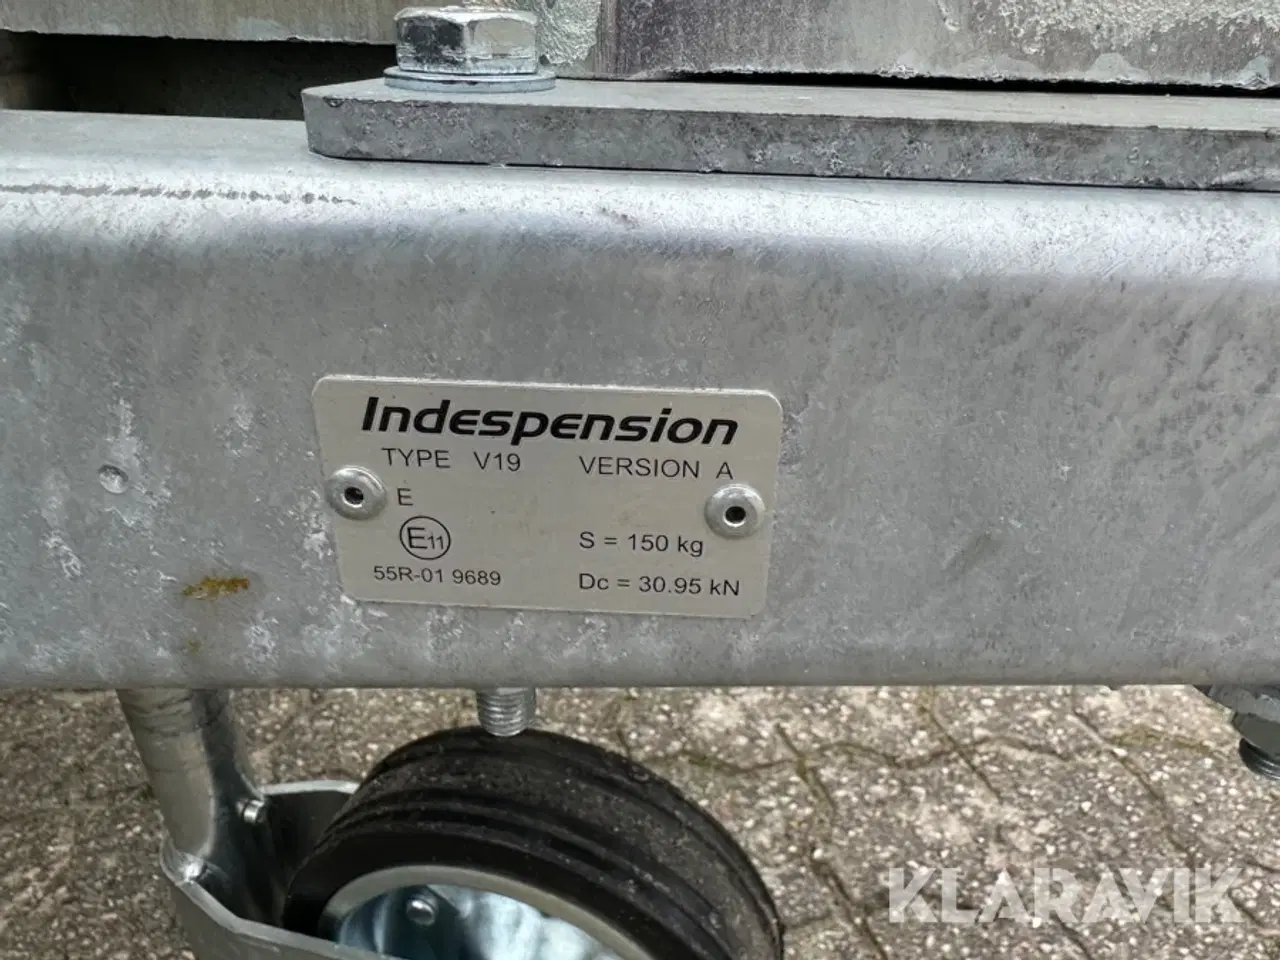 Indespension
TYPE V19 VERSION A
E
E11
S = 150 kg
55R-01 9689
Dc = 30.95 kN
KLARAVIK